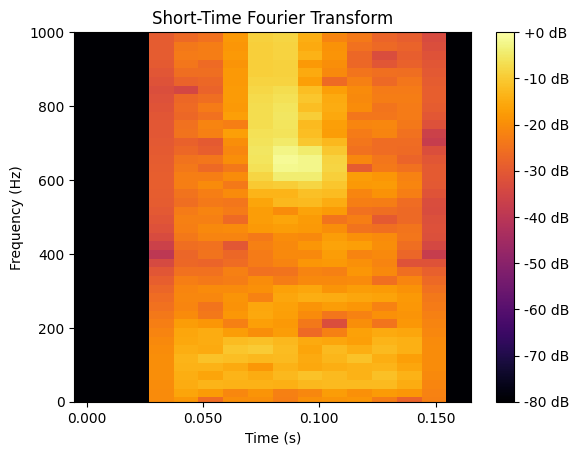 Short-Time Fourier Transform
1000
800
600
400
200
0
Frequency (Hz)
0.000
0.050
0.100
0.150
Time (s)
+0 dB
-10 dB
-20 dB
-30 dB
-40 dB
-50 dB
-60 dB
-70 dB
-80 dB